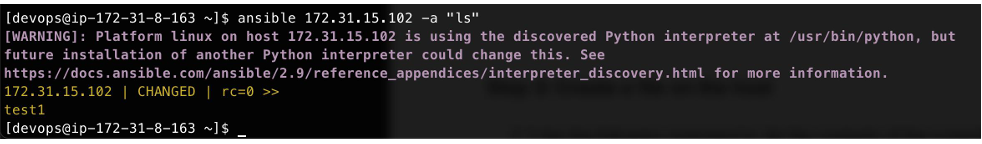 [devops@ip-172-31-8-163 ~]$ ansible 172.31.15.102 -a "ls"
[WARNING]: Platform linux on host 172.31.15.102 is using the discovered Python interpreter at /usr/bin/python, but
future installation of another Python interpreter could change this. See
https://docs.ansible.com/ansible/2.9/reference_appendices/interpreter_discovery.html for more information.
172.31.15.102 | CHANGED | rc=0 >>
test1
[devops@ip-172-31-8-163 ~]$ _